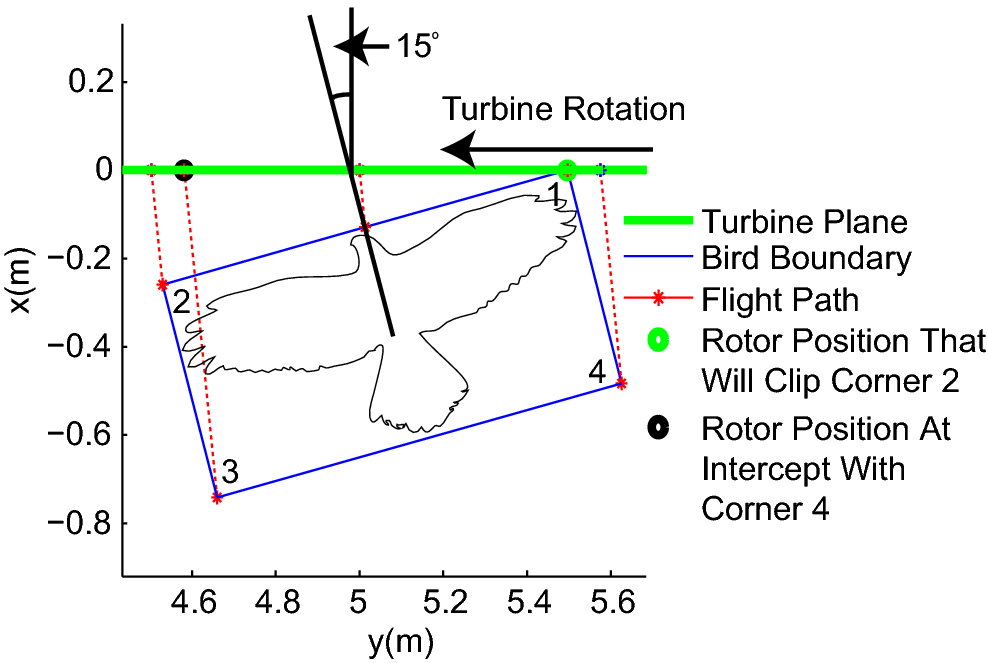 15°
Turbine Rotation
0.2
0
−0.2
−0.4
−0.6
−0.8
x(m)
1
2
3
4
4.6 4.8 5 5.2 5.4 5.6
y(m)
Turbine Plane
Bird Boundary
Flight Path
Rotor Position That
Will Clip Corner 2
Rotor Position At
Intercept With
Corner 4